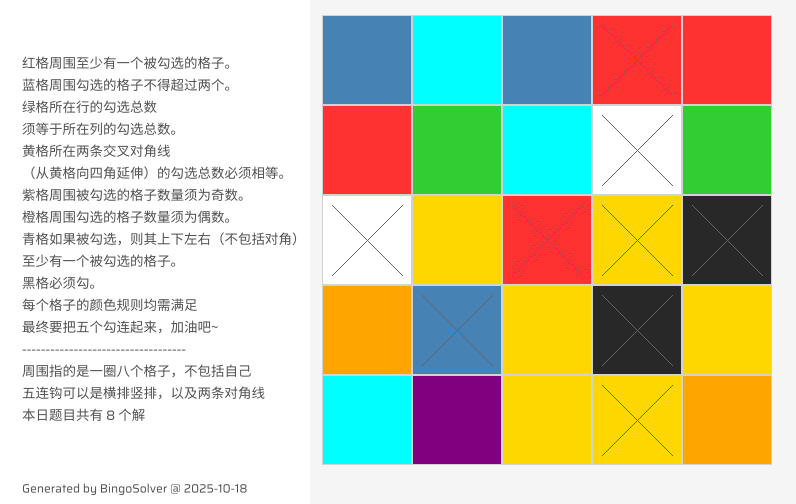 红格周围至少有一个被勾选的格子。
蓝格周围勾选的格子不得超过两个。
绿格所在行的勾选总数
须等于所在列的勾选总数。
黄格所在两条交叉对角线
（从黄格向四角延伸）的勾选总数必须相等。
紫格周围被勾选的格子数量须为奇数。
橙格周围勾选的格子数量须为偶数。
青格如果被勾选，则其上下左右（不包括对角）
至少有一个被勾选的格子。
黑格必须勾。
每个格子的颜色规则均需满足
最终要把五个勾连起来，加油吧~
----------------------------------
周围指的是一圈八个格子，不包括自己
五连钩可以是横排竖排，以及两条对角线
本日题目共有 8 个解
Generated by BingoSolver @ 2025-10-18